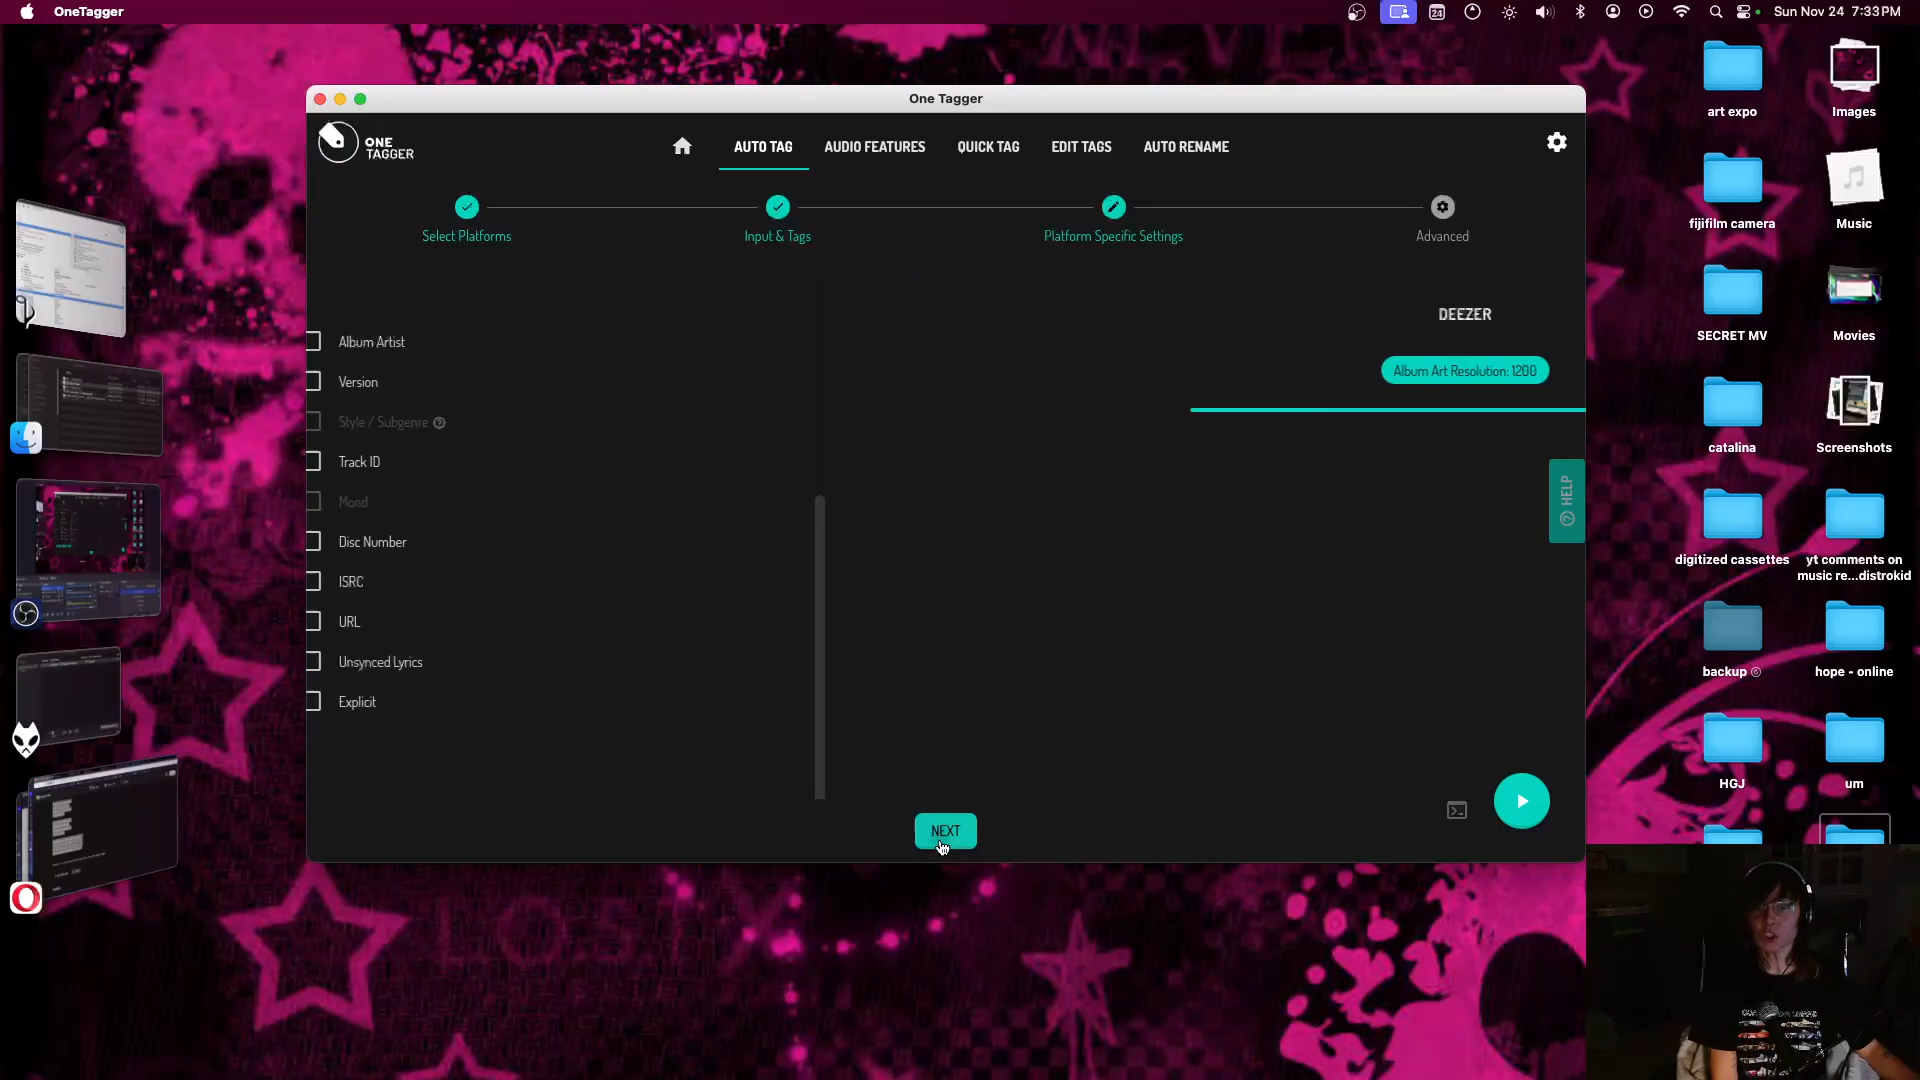 OneTagger
24
Sun Nov 24 7:33PM
One Tagger
ONE
TAGGER
AUTO TAG
AUDIO FEATURES
QUICK TAG
EDIT TAGS
AUTO RENAME
Select Platforms
Input & Tags
Platform Specific Settings
Advanced
Album Artist
Version
Style / Subgenre
Track ID
Mood
Disc Number
ISRC
URL
Unsynced Lyrics
Explicit
DEEZER
Album Art Resolution: 1200
HELP
NEXT
art expo
Images
fijifilm camera
Music
SECRET MV
Movies
catalina
Screenshots
digitized cassettes
yt comments on
music re...distrokid
backup
hope - online
HGJ
um